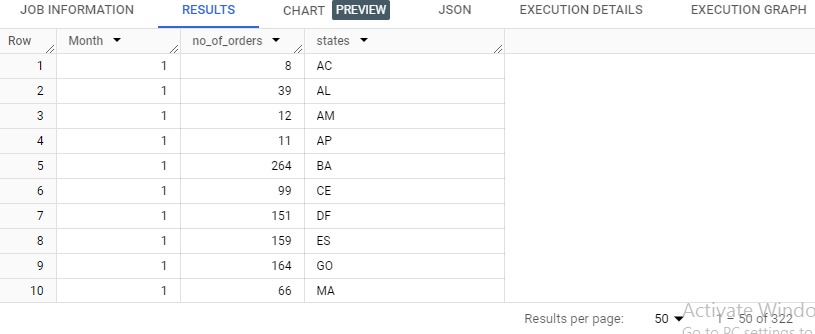 JOB INFORMATION RESULTS CHART PREVIEW JSON EXECUTION DETAILS EXECUTION GRAPH
Row Month no_of_orders states
1 1 8 AC
2 1 39 AL
3 1 12 AM
4 1 11 AP
5 1 264 BA
6 1 99 CE
7 1 151 DF
8 1 159 ES
9 1 164 GO
10 1 66 MA
Results per page: 50 1 – 50 of 322
Activate Windo
Go to PC settings to